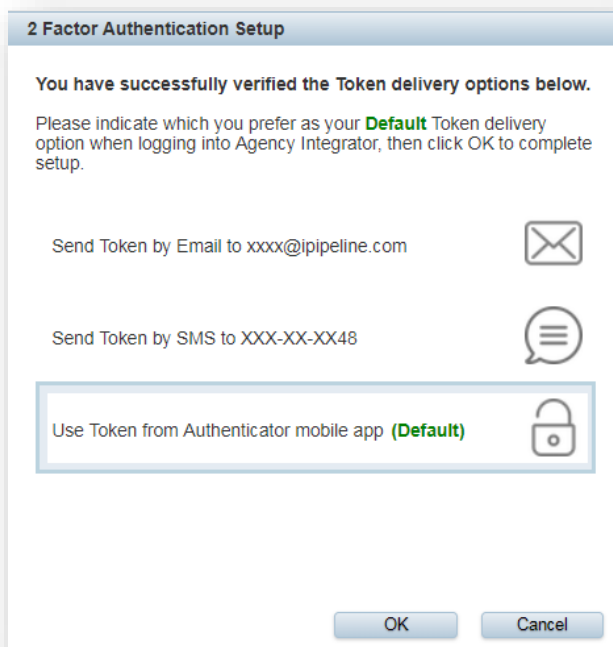 2 Factor Authentication Setup
You have successfully verified the Token delivery options below.
Please indicate which you prefer as your Default Token delivery
option when logging into Agency Integrator, then click OK to complete
setup.
Send Token by Email to xxxx@ipipeline.com
Send Token by SMS to XXX-XX-XX48
Use Token from Authenticator mobile app (Default)
OK Cancel